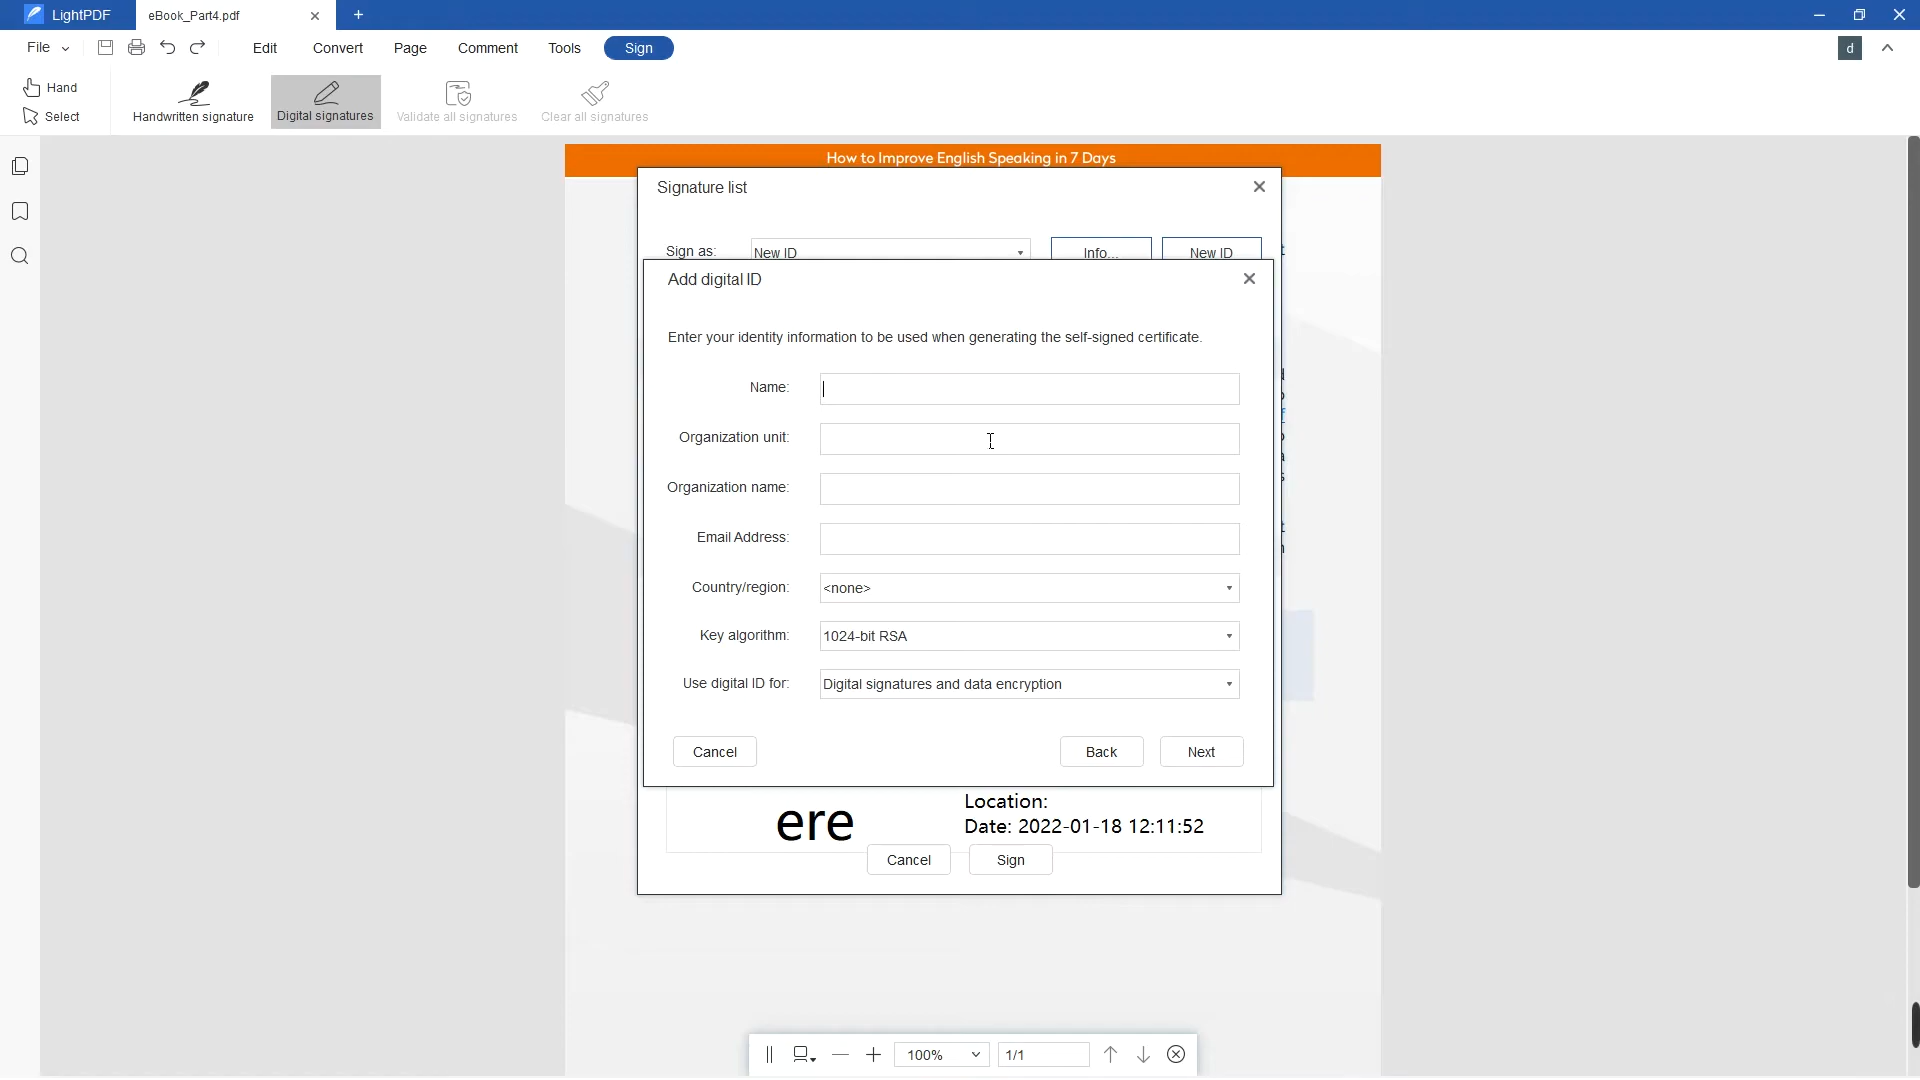 LightPDF
eBook_Part4.pdf
File
Edit
Convert
Page
Comment
Tools
Sign
d
Hand
Select
Handwritten signature
Digital signatures
Validate all signatures
Clear all signatures
How to Improve English Speaking in 7 Days
Signature list
Sign as:
New ID
Info...
New ID
Add digital ID
Enter your identity information to be used when generating the self-signed certificate.
Name:
Organization unit:
Organization name:
Email Address:
Country/region:
<none>
Key algorithm:
1024-bit RSA
Use digital ID for:
Digital signatures and data encryption
Cancel
Back
Next
ere
Location:
Date: 2022-01-18 12:11:52
Cancel
Sign
100%
1/1